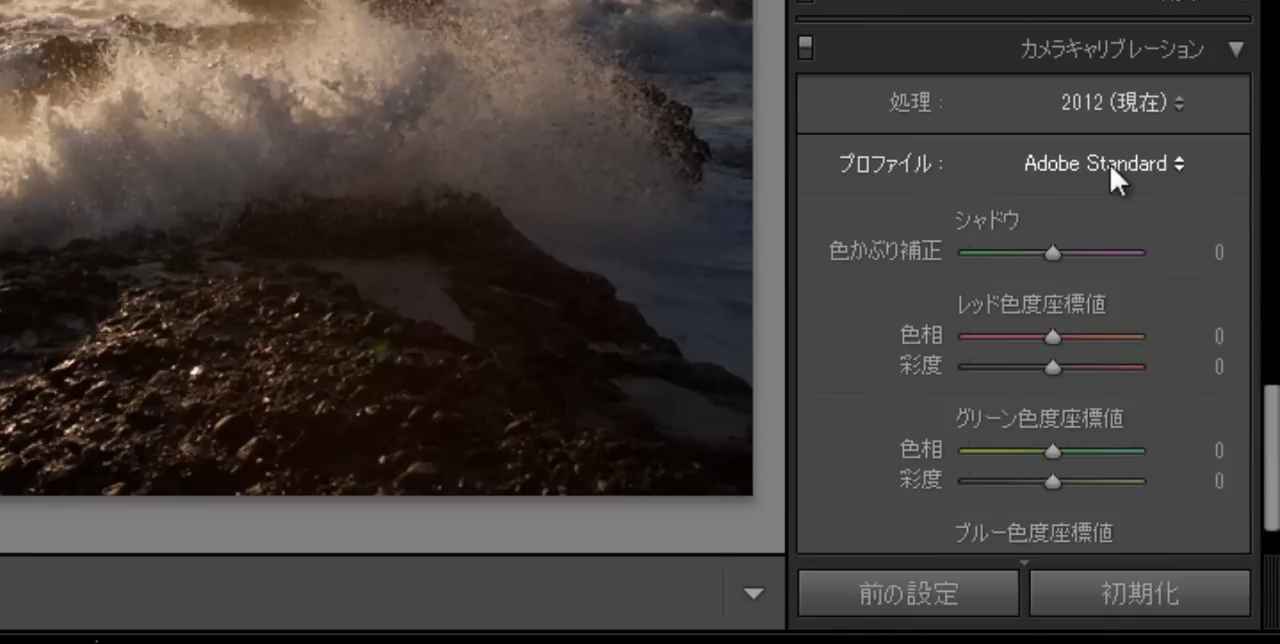 カメラキャリブレーション
処理 : 2012 (現在)
プロファイル : Adobe Standard
シャドウ
色かぶり補正 0
レッド色度座標値
色相 0
彩度 0
グリーン色度座標値
色相 0
彩度 0
ブルー色度座標値
前の設定 初期化